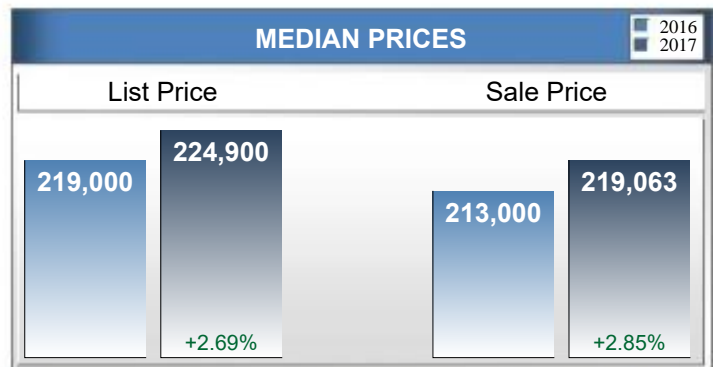 MEDIAN PRICES
2016
2017
List Price
Sale Price
219,000
224,900
+2.69%
213,000
219,063
+2.85%